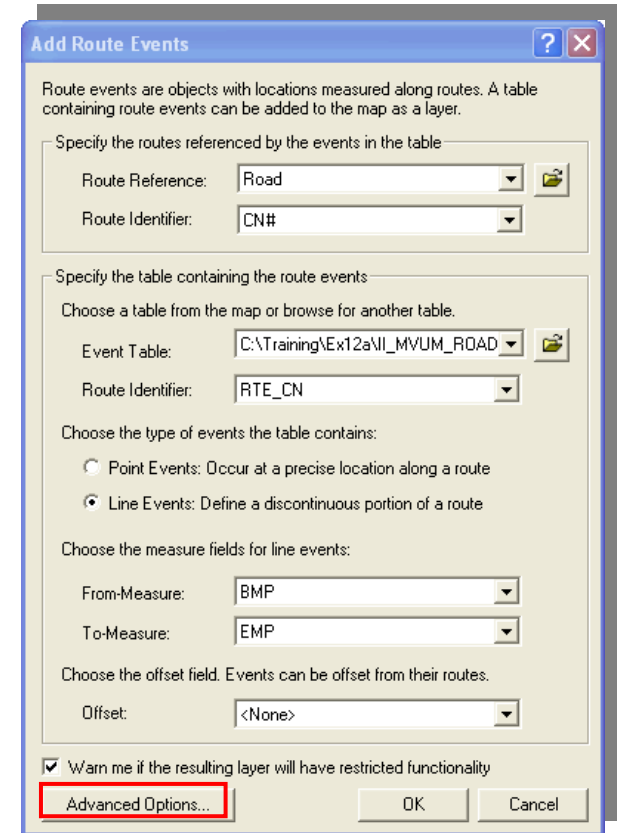 Add Route Events
Route events are objects with locations measured along routes. A table
containing route events can be added to the map as a layer.
Specify the routes referenced by the events in the table
Route Reference: Road
Route Identifier: CN#
Specify the table containing the route events
Choose a table from the map or browse for another table.
Event Table: C:\Training\Ex12a\II_MVUM_ROAD
Route Identifier: RTE_CN
Choose the type of events the table contains:
Point Events: Occur at a precise location along a route
Line Events: Define a discontinuous portion of a route
Choose the measure fields for line events:
From-Measure: BMP
To-Measure: EMP
Choose the offset field. Events can be offset from their routes.
Offset: <None>
Warn me if the resulting layer will have restricted functionality
Advanced Options... OK Cancel